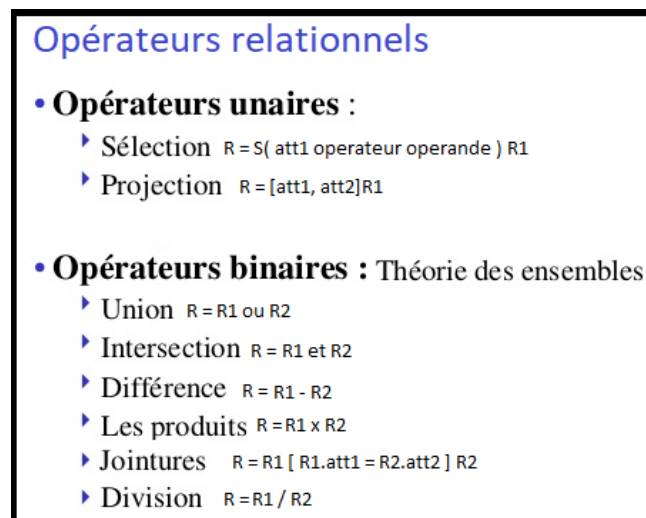 Opérateurs relationnels
• Opérateurs unaires :
Sélection R = S( att1 operateur operande ) R1
Projection R = [att1, att2]R1
• Opérateurs binaires : Théorie des ensembles
Union R = R1 ou R2
Intersection R = R1 et R2
Différence R = R1 - R2
Les produits R = R1 x R2
Jointures R = R1 [ R1.att1 = R2.att2 ] R2
Division R = R1 / R2